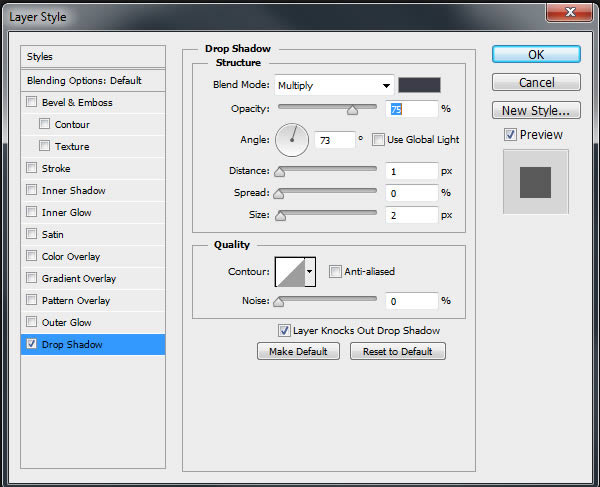 Layer Style
Styles
Blending Options: Default
Bevel & Emboss
Contour
Texture
Stroke
Inner Shadow
Inner Glow
Satin
Color Overlay
Gradient Overlay
Pattern Overlay
Outer Glow
Drop Shadow
Drop Shadow
Structure
Blend Mode: Multiply
Opacity: 75 %
Angle: 73 ° Use Global Light
Distance: 1 px
Spread: 0 %
Size: 2 px
Quality
Contour: Anti-aliased
Noise: 0 %
Layer Knocks Out Drop Shadow
Make Default Reset to Default
OK
Cancel
New Style...
Preview